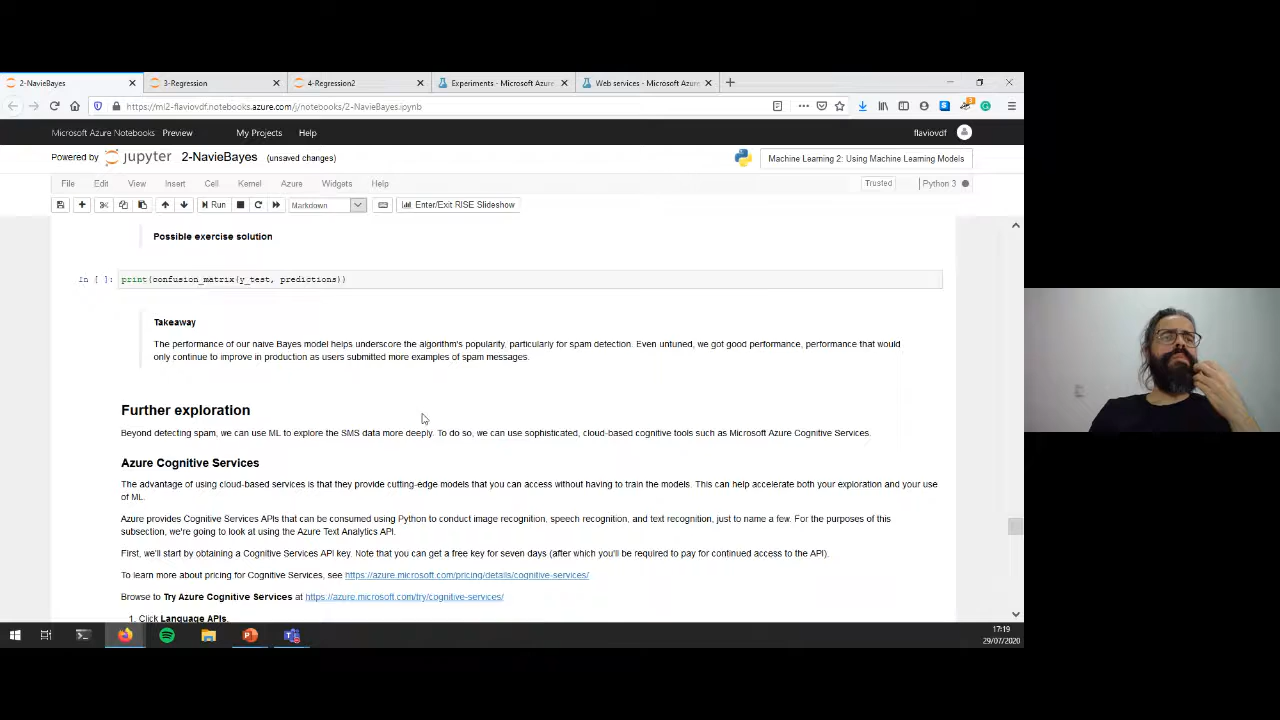 2-NavieBayes
3-Regression
4-Regression2
Experiments - Microsoft Azure
Web services - Microsoft Azure
https://ml2-flaviovdf.notebooks.azure.com/j/notebooks/2-NavieBayes.ipynb
Microsoft Azure Notebooks Preview My Projects Help flaviovdf
Powered by jupyter 2-NavieBayes (unsaved changes) Machine Learning 2: Using Machine Learning Models
File Edit View Insert Cell Kernel Azure Widgets Help Trusted Python 3
Run Markdown Enter/Exit RISE Slideshow
Possible exercise solution
In [ ]: print(confusion_matrix(y_test, predictions))
Takeaway
The performance of our naive Bayes model helps underscore the algorithm's popularity, particularly for spam detection. Even untuned, we got good performance, performance that would
only continue to improve in production as users submitted more examples of spam messages.
Further exploration
Beyond detecting spam, we can use ML to explore the SMS data more deeply. To do so, we can use sophisticated, cloud-based cognitive tools such as Microsoft Azure Cognitive Services.
Azure Cognitive Services
The advantage of using cloud-based services is that they provide cutting-edge models that you can access without having to train the models. This can help accelerate both your exploration and your use
of ML.
Azure provides Cognitive Services APIs that can be consumed using Python to conduct image recognition, speech recognition, and text recognition, just to name a few. For the purposes of this
subsection, we're going to look at using the Azure Text Analytics API.
First, we'll start by obtaining a Cognitive Services API key. Note that you can get a free key for seven days (after which you'll be required to pay for continued access to the API).
To learn more about pricing for Cognitive Services, see https://azure.microsoft.com/pricing/details/cognitive-services/
Browse to Try Azure Cognitive Services at https://azure.microsoft.com/try/cognitive-services/
1. Click Language APIs.
17:19
29/07/2020